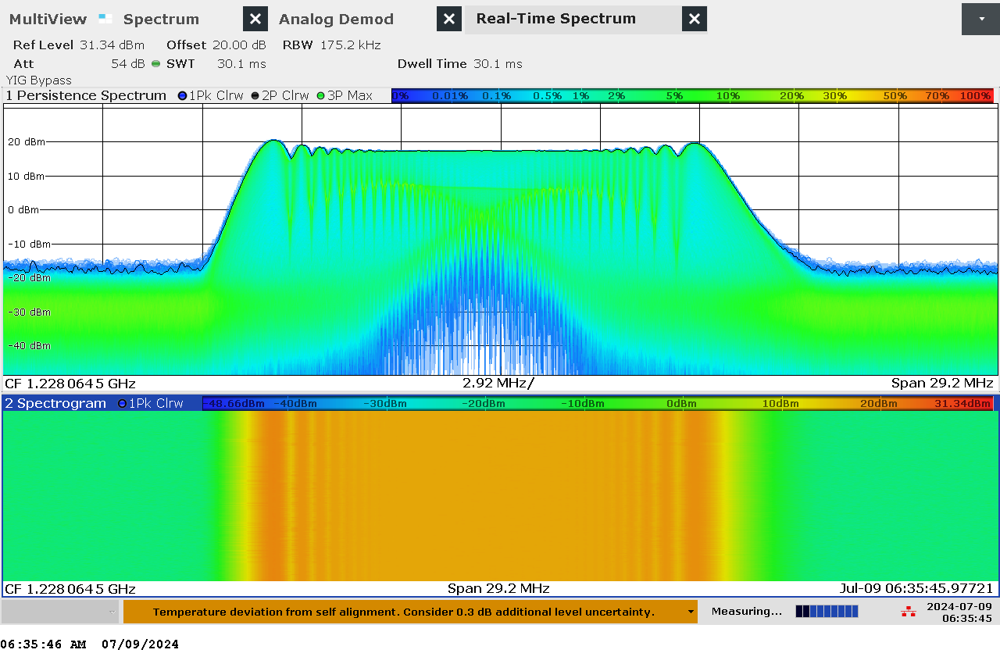 MultiView Spectrum Analog Demod Real-Time Spectrum
Ref Level 31.34 dBm Offset 20.00 dB RBW 175.2 kHz
Att 54 dB SWT 30.1 ms Dwell Time 30.1 ms
YIG Bypass
1 Persistence Spectrum 1Pk Clrw 2P Clrw 3P Max 0% 0.01% 0.1% 0.5% 1% 2% 5% 10% 20% 30% 50% 70% 100%
20 dBm
10 dBm
0 dBm
-10 dBm
-20 dBm
-30 dBm
-40 dBm
CF 1.228 064 5 GHz 2.92 MHz/ Span 29.2 MHz
2 Spectrogram 1Pk Clrw -48.66dBm -40dBm -30dBm -20dBm -10dBm 0dBm 10dBm 20dBm 31.34dBm
CF 1.228 064 5 GHz Span 29.2 MHz Jul-09 06:35:45.97721
Temperature deviation from self alignment. Consider 0.3 dB additional level uncertainty. Measuring... 2024-07-09
06:35:45
06:35:46 AM 07/09/2024